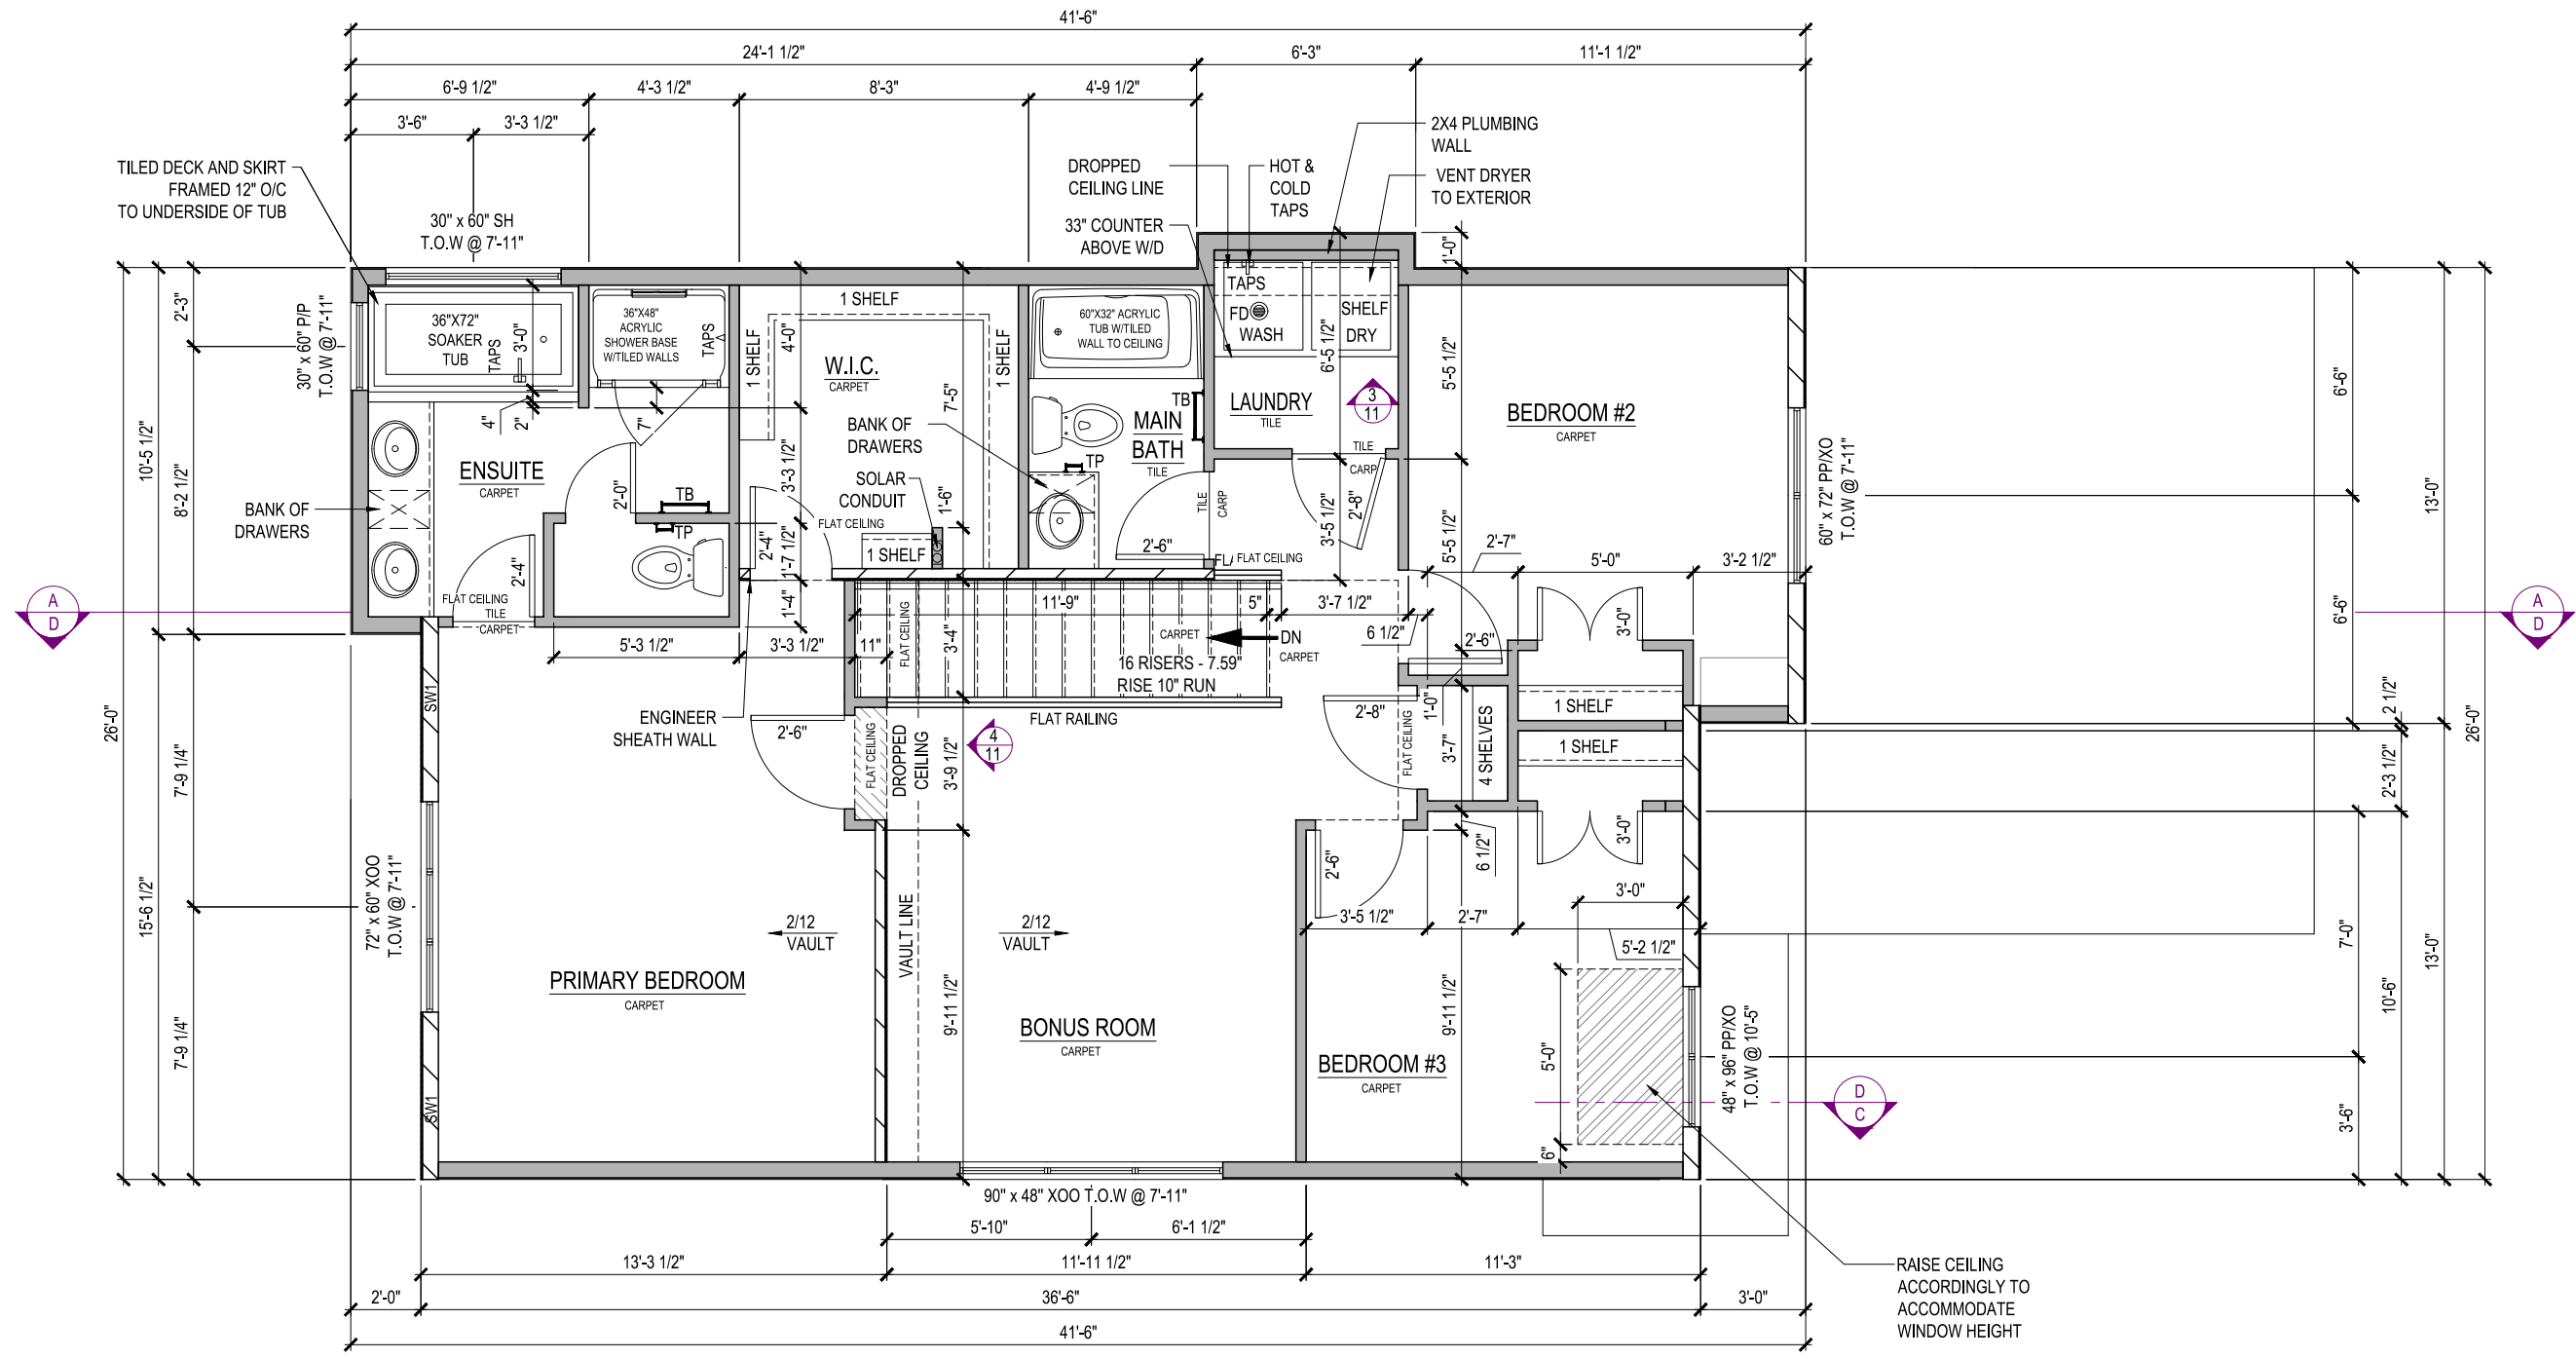 41'-6"
24'-1 1/2"
6'-3"
11'-1 1/2"
6'-9 1/2"
4'-3 1/2"
8'-3"
4'-9 1/2"
3'-6"
3'-3 1/2"
TILED DECK AND SKIRT
FRAMED 12" O/C
TO UNDERSIDE OF TUB
30" x 60" SH
T.O.W @ 7'-11"
DROPPED
CEILING LINE
HOT &
COLD
TAPS
2X4 PLUMBING
WALL
VENT DRYER
TO EXTERIOR
33" COUNTER
ABOVE W/D
1'-0"
2'-3"
30" x 60" P/P
T.O.W @ 7'-11"
36"X72"
SOAKER
TUB
TAPS
3'-0"
36"X48"
ACRYLIC
SHOWER BASE
W/TILED WALLS
TAPS
1 SHELF
1 SHELF
1 SHELF
4'-0"
W.I.C.
CARPET
7'-5"
60"X32" ACRYLIC
TUB W/TILED
WALL TO CEILING
TAPS
FD
WASH
SHELF
DRY
6'-5 1/2"
5'-5 1/2"
6'-6"
4"
2"
7"
BANK OF
DRAWERS
TB
MAIN
BATH
TILE
LAUNDRY
TILE
3
11
BEDROOM #2
CARPET
60" x 72" PP/XO
T.O.W @ 7'-11"
13'-0"
10'-5 1/2"
8'-2 1/2"
ENSUITE
CARPET
BANK OF
DRAWERS
2'-0"
TB
TP
3'-3 1/2"
SOLAR
CONDUIT
1'-6"
FLAT CEILING
1 SHELF
TP
TILE
CARP
TILE
CARP
2'-8"
3'-5 1/2"
5'-5 1/2"
2'-6"
FLAT CEILING
2'-4"
2'-4"
1'-7 1/2"
1'-4"
FLAT CEILING
TILE
CARPET
A
D
2'-7"
5'-0"
3'-2 1/2"
6'-6"
A
D
5'-3 1/2"
3'-3 1/2"
11"
FLAT CEILING
3'-4"
11'-9"
5"
3'-7 1/2"
6 1/2"
CARPET
DN
CARPET
16 RISERS - 7.59"
RISE 10" RUN
2'-6"
3'-0"
SW1
ENGINEER
SHEATH WALL
2'-6"
FLAT CEILING
DROPPED
CEILING
4
11
3'-9 1/2"
FLAT RAILING
2'-8"
FLAT CEILING
1'-0"
3'-7"
4 SHELVES
1 SHELF
1 SHELF
2 1/2"
2'-3 1/2"
26'-0"
26'-0"
7'-9 1/4"
15'-6 1/2"
72" x 60" XOO
T.O.W @ 7'-11"
7'-9 1/4"
2/12
VAULT
VAULT LINE
2/12
VAULT
2'-6"
6 1/2"
3'-0"
3'-0"
3'-5 1/2"
2'-7"
5'-2 1/2"
7'-0"
13'-0"
10'-6"
PRIMARY BEDROOM
CARPET
9'-11 1/2"
BONUS ROOM
CARPET
9'-11 1/2"
BEDROOM #3
CARPET
5'-0"
6"
48" x 96" PP/XO
T.O.W @ 10'-5"
D
C
3'-6"
SW1
90" x 48" XOO T.O.W @ 7'-11"
5'-10"
6'-1 1/2"
13'-3 1/2"
11'-11 1/2"
11'-3"
2'-0"
36'-6"
3'-0"
41'-6"
RAISE CEILING
ACCORDINGLY TO
ACCOMMODATE
WINDOW HEIGHT